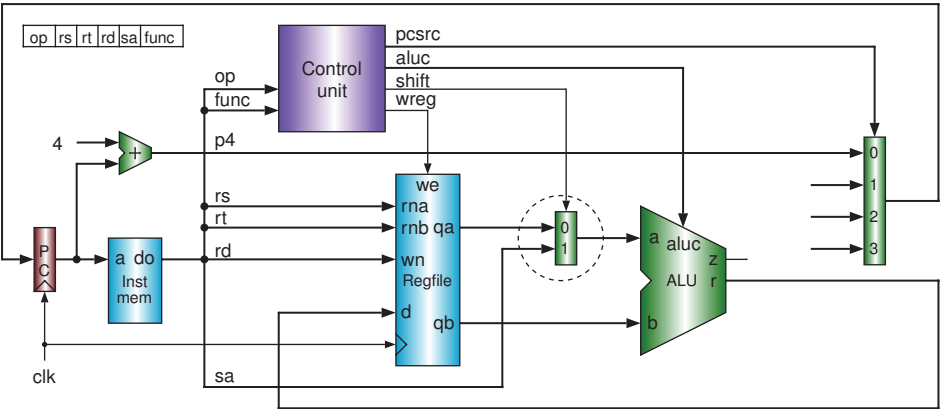 op rs rt rd sa func
Control
unit
pcsrc
aluc
shift
wreg
op
func
4
+
p4
0
1
2
3
we
rs
rna
rt
rnb
qa
0
1
rd
wn
Regfile
a
aluc
z
ALU
r
P
C
a do
Inst
mem
d
qb
b
clk
sa